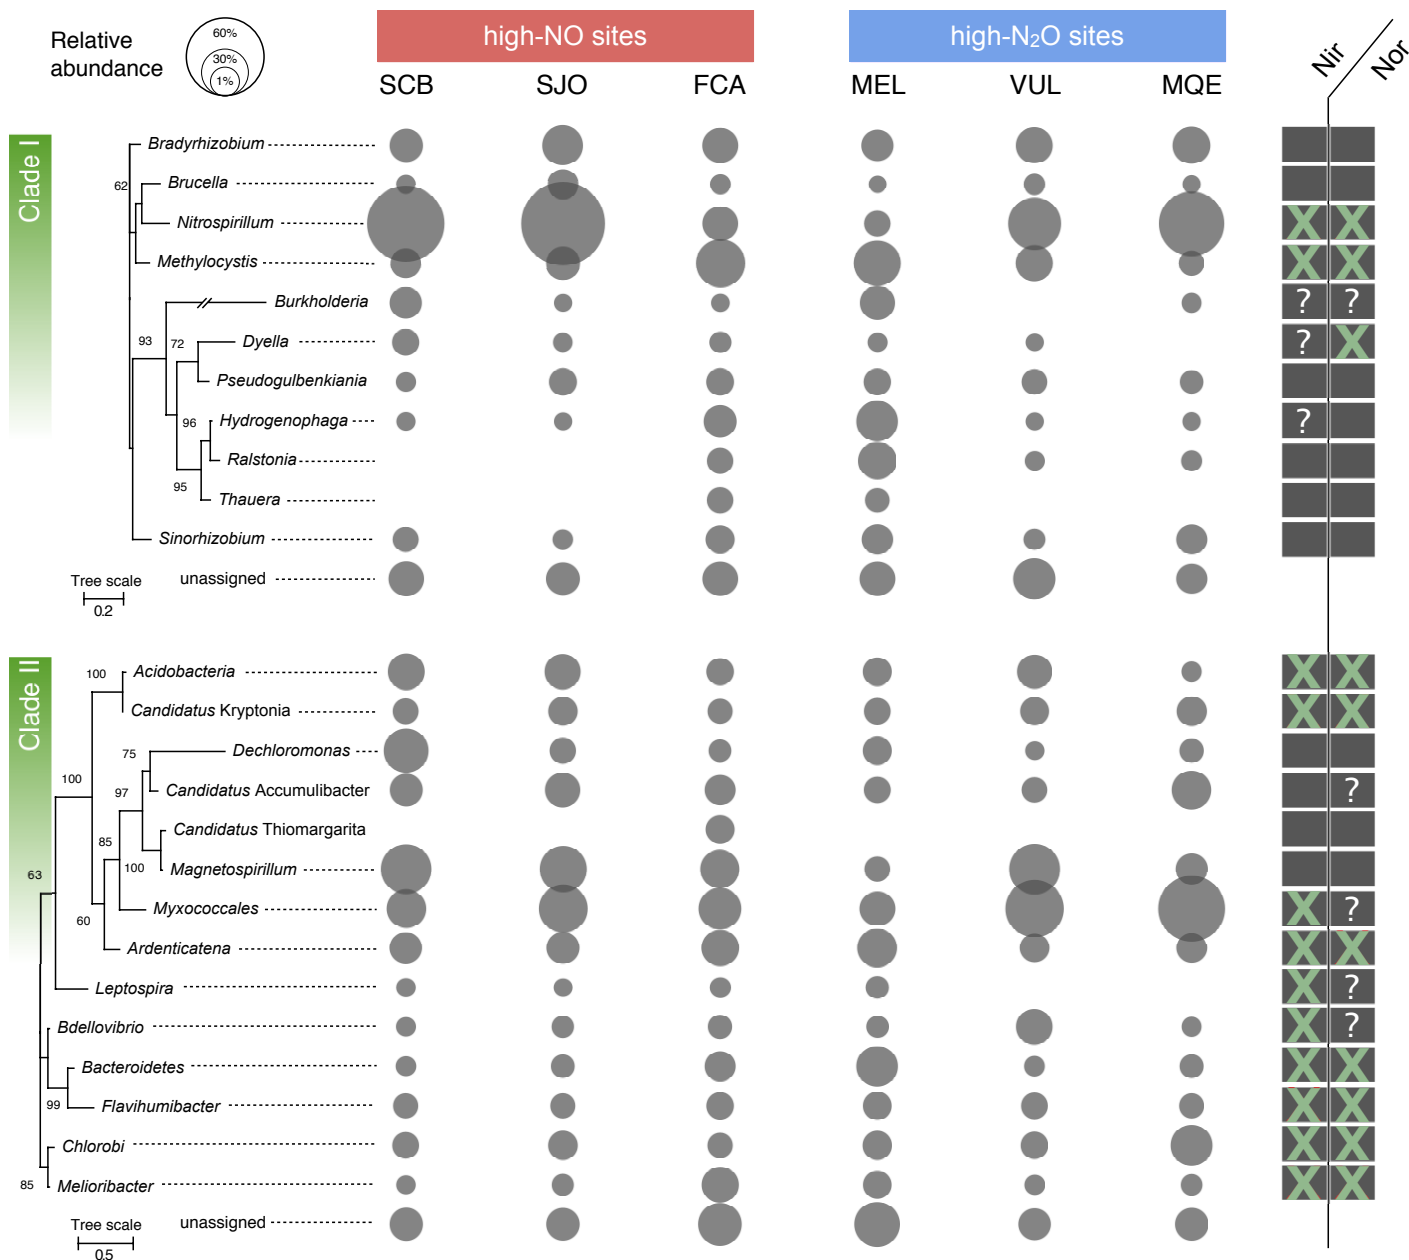 Relative
abundance
60%
30%
1%
high-NO sites
high-N₂O sites
SCB
SJO
FCA
MEL
VUL
MQE
Nir
Nor
Clade I
Bradyrhizobium
62
Brucella
Nitrospirillum
X X
Methylocystis
X X
Burkholderia
? ?
93
72
Dyella
? X
Pseudogulbenkiania
96
Hydrogenophaga
?
Ralstonia
95
Thauera
Sinorhizobium
unassigned
Tree scale
0.2
Clade II
100
Acidobacteria
X X
Candidatus Kryptonia
X X
75
Dechloromonas
100
97
Candidatus Accumulibacter
?
Candidatus Thiomargarita
85
100
Magnetospirillum
63
Myxococcales
X ?
60
Ardenticatena
X X
Leptospira
X ?
Bdellovibrio
X ?
Bacteroidetes
X X
99
Flavihumibacter
X X
Chlorobi
X X
85
Melioribacter
X X
unassigned
Tree scale
0.5